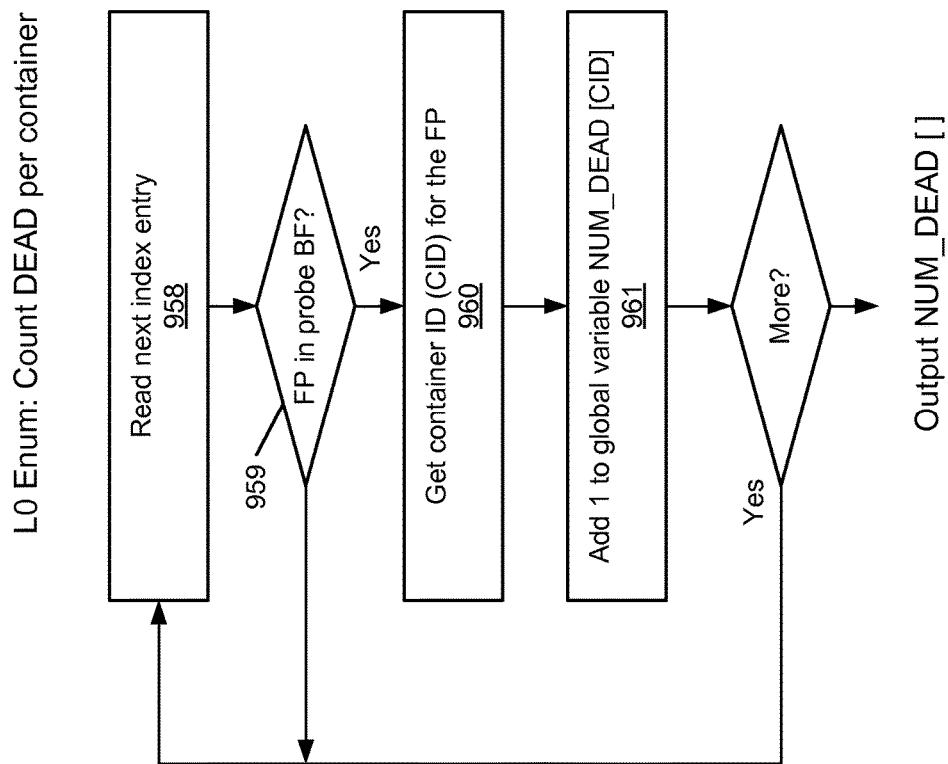 L0 Enum: Count DEAD per container
Read next index entry
958
FP in probe BF?
959
Yes
Get container ID (CID) for the FP
960
Add 1 to global variable NUM_DEAD [CID]
961
More?
Yes
Output NUM_DEAD [ ]